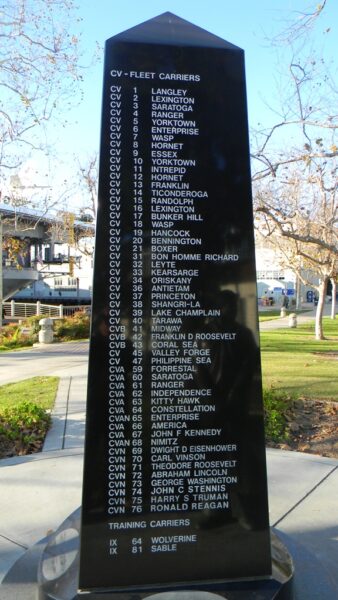 CV - FLEET CARRIERS
CV 1 LANGLEY
CV 2 LEXINGTON
CV 3 SARATOGA
CV 4 RANGER
CV 5 YORKTOWN
CV 6 ENTERPRISE
CV 7 WASP
CV 8 HORNET
CV 9 ESSEX
CV 10 YORKTOWN
CV 11 INTREPID
CV 12 HORNET
CV 13 FRANKLIN
CV 14 TICONDEROGA
CV 15 RANDOLPH
CV 16 LEXINGTON
CV 17 BUNKER HILL
CV 18 WASP
CV 19 HANCOCK
CV 20 BENNINGTON
CV 21 BOXER
CV 31 BON HOMME RICHARD
CV 32 LEYTE
CV 33 KEARSARGE
CV 34 ORISKANY
CV 36 ANTIETAM
CV 37 PRINCETON
CV 38 SHANGRI-LA
CV 39 LAKE CHAMPLAIN
CV 40 TARAWA
CVB 41 MIDWAY
CVB 42 FRANKLIN D ROOSEVELT
CVB 43 CORAL SEA
CV 45 VALLEY FORGE
CV 47 PHILIPPINE SEA
CVA 59 FORRESTAL
CVA 60 SARATOGA
CVA 61 RANGER
CVA 62 INDEPENDENCE
CVA 63 KITTY HAWK
CVA 64 CONSTELLATION
CVAN 65 ENTERPRISE
CVA 66 AMERICA
CVA 67 JOHN F KENNEDY
CVAN 68 NIMITZ
CVN 69 DWIGHT D EISENHOWER
CVN 70 CARL VINSON
CVN 71 THEODORE ROOSEVELT
CVN 72 ABRAHAM LINCOLN
CVN 73 GEORGE WASHINGTON
CVN 74 JOHN C STENNIS
CVN 75 HARRY S TRUMAN
CVN 76 RONALD REAGAN
TRAINING CARRIERS
IX 64 WOLVERINE
IX 81 SABLE